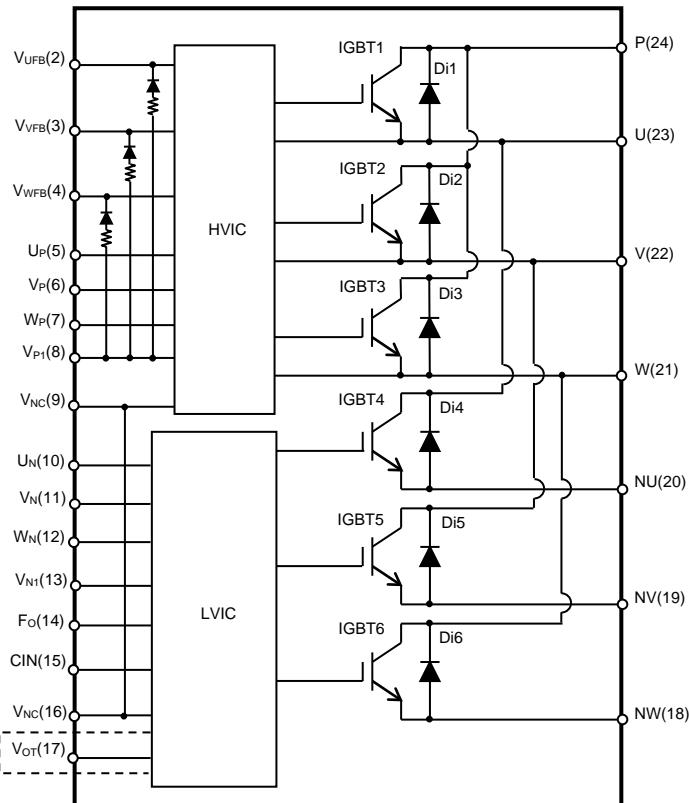 VUFB(2)
VVFB(3)
VWFB(4)
UP(5)
VP(6)
WP(7)
VP1(8)
VNC(9)
UN(10)
VN(11)
WN(12)
VN1(13)
FO(14)
CIN(15)
VNC(16)
VOT(17)
HVIC
LVIC
IGBT1
Di1
IGBT2
Di2
IGBT3
Di3
IGBT4
Di4
IGBT5
Di5
IGBT6
Di6
P(24)
U(23)
V(22)
W(21)
NU(20)
NV(19)
NW(18)